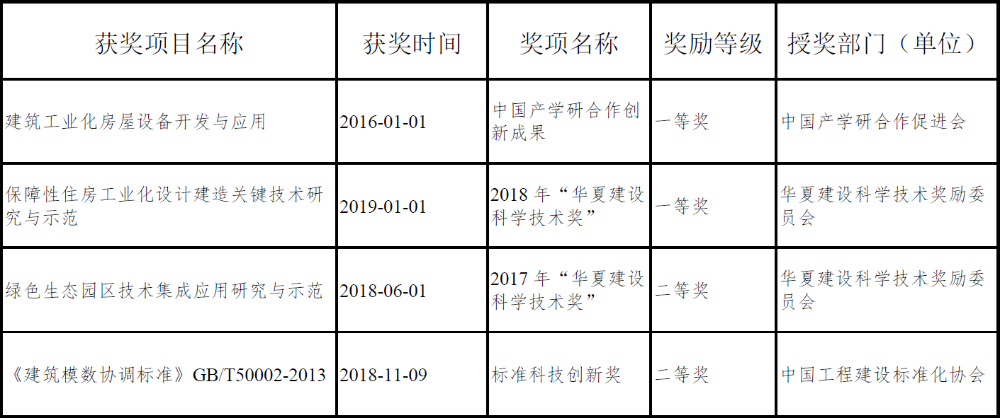 获奖项目名称 获奖时间 奖项名称 奖励等级 授奖部门（单位）
建筑工业化房屋设备开发与应用 2016-01-01 中国产学研合作创
新成果 一等奖 中国产学研合作促进会
保障性住房工业化设计建造关键技术研
究与示范 2019-01-01 2018 年“华夏建设
科学技术奖” 一等奖 华夏建设科学技术奖励委
员会
绿色生态园区技术集成应用研究与示范 2018-06-01 2017 年“华夏建设
科学技术奖” 二等奖 华夏建设科学技术奖励委
员会
《建筑模数协调标准》GB/T50002-2013 2018-11-09 标准科技创新奖 二等奖 中国工程建设标准化协会